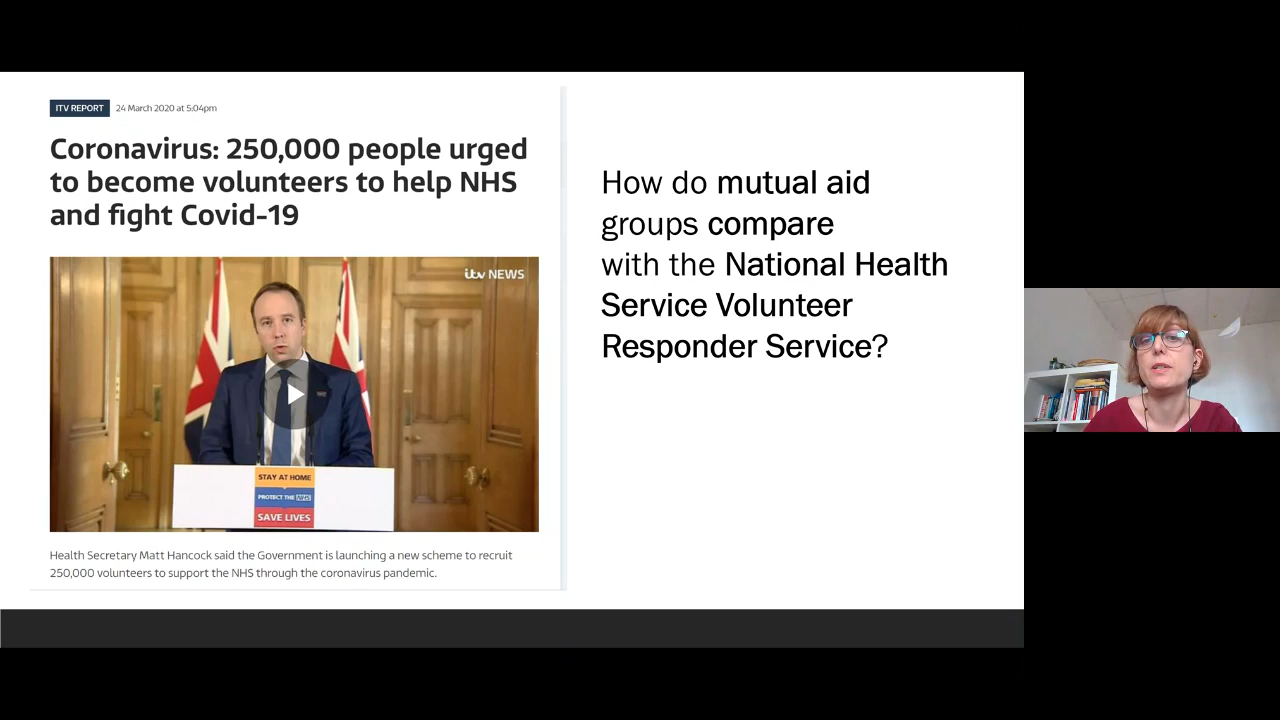 ITV REPORT 24 March 2020 at 5:04pm
Coronavirus: 250,000 people urged
to become volunteers to help NHS
and fight Covid-19
itv NEWS
STAY AT HOME
PROTECT THE NHS
SAVE LIVES
Health Secretary Matt Hancock said the Government is launching a new scheme to recruit
250,000 volunteers to support the NHS through the coronavirus pandemic.
How do mutual aid
groups compare
with the National Health
Service Volunteer
Responder Service?